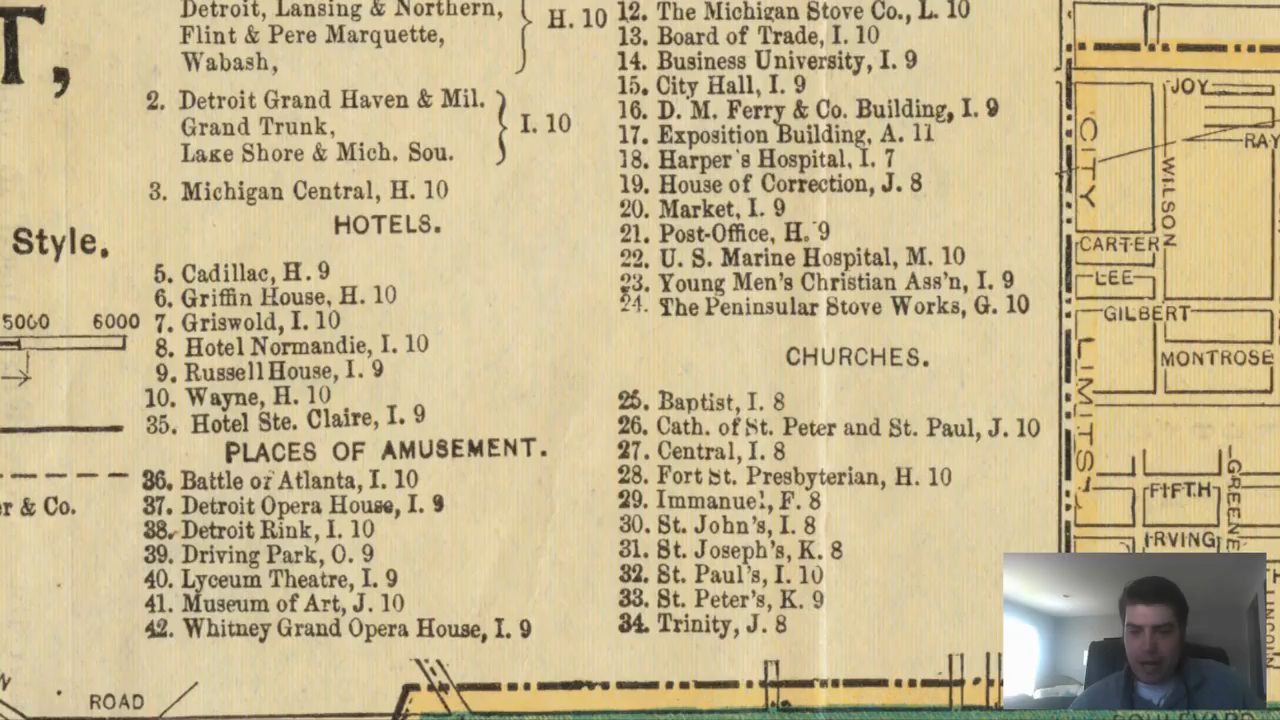 T,
Style.
5000 6000
r & Co.
ROAD
Detroit, Lansing & Northern,
Flint & Pere Marquette,
Wabash,
H. 10
2. Detroit Grand Haven & Mil.
Grand Trunk,
Lake Shore & Mich. Sou.
I. 10
3. Michigan Central, H. 10
HOTELS.
5. Cadillac, H. 9
6. Griffin House, H. 10
7. Griswold, I. 10
8. Hotel Normandie, I. 10
9. Russell House, I. 9
10. Wayne, H. 10
35. Hotel Ste. Claire, I. 9
PLACES OF AMUSEMENT.
36. Battle of Atlanta, I. 10
37. Detroit Opera House, I. 9
38. Detroit Rink, I. 10
39. Driving Park, O. 9
40. Lyceum Theatre, I. 9
41. Museum of Art, J. 10
42. Whitney Grand Opera House, I. 9
12. The Michigan Stove Co., L. 10
13. Board of Trade, I. 10
14. Business University, I. 9
15. City Hall, I. 9
16. D. M. Ferry & Co. Building, I. 9
17. Exposition Building, A. 11
18. Harper's Hospital, I. 7
19. House of Correction, J. 8
20. Market, I. 9
21. Post-Office, H. 9
22. U. S. Marine Hospital, M. 10
23. Young Men's Christian Ass'n, I. 9
24. The Peninsular Stove Works, G. 10
CHURCHES.
25. Baptist, I. 8
26. Cath. of St. Peter and St. Paul, J. 10
27. Central, I. 8
28. Fort St. Presbyterian, H. 10
29. Immanuel, F. 8
30. St. John's, I. 8
31. St. Joseph's, K. 8
32. St. Paul's, I. 10
33. St. Peter's, K. 9
34. Trinity, J. 8
CITY
LIMITS
JOY
RAY
WILSON
CARTER
LEE
GILBERT
MONTROSE
FIFTH
GREENE
IRVING